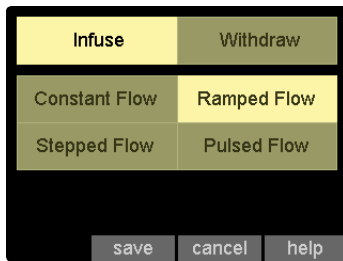 Infuse Withdraw
Constant Flow Ramped Flow
Stepped Flow Pulsed Flow
save cancel help